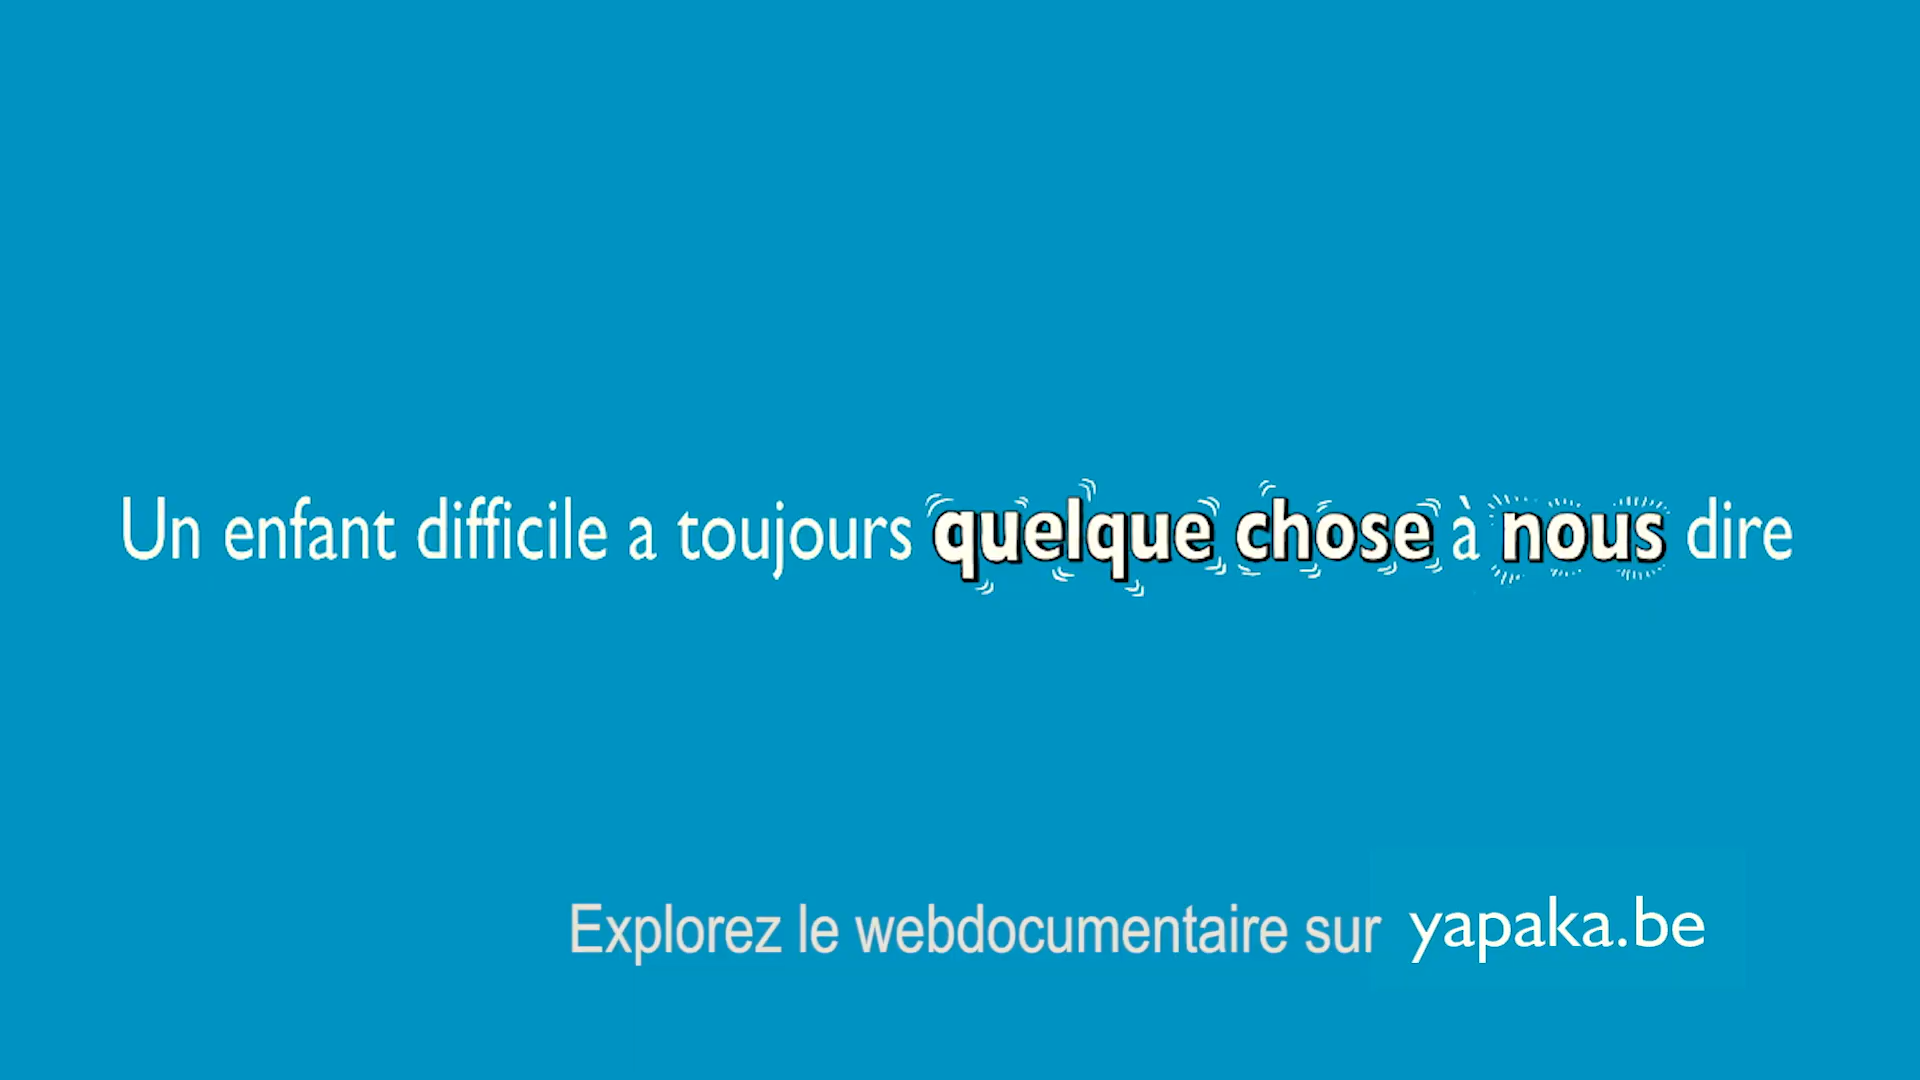 Un enfant difficile a toujours quelque chose à nous dire
Explorez le webdocumentaire sur yapaka.be